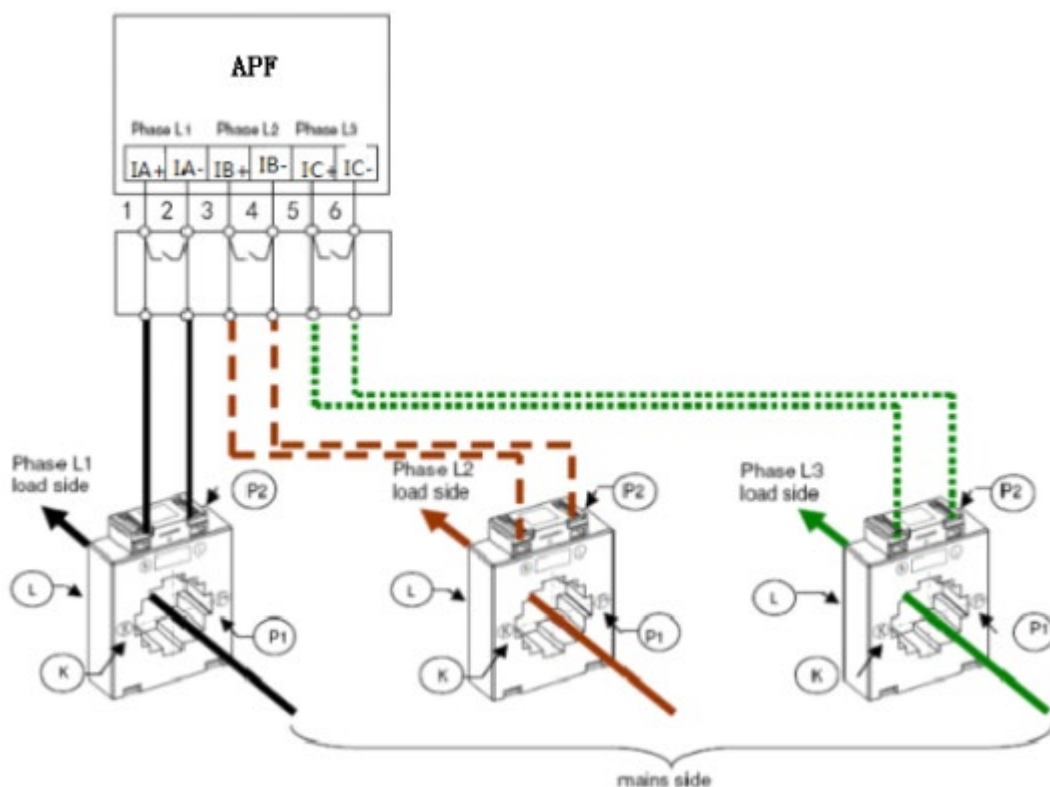 APF
Phase L1 Phase L2 Phase L3
IA+ IA- IB+ IB- IC+ IC-
1 2 3 4 5 6
Phase L1
load side
P2
L
P1
K
Phase L2
load side
P2
L
P1
K
Phase L3
load side
P2
L
P1
K
mains side